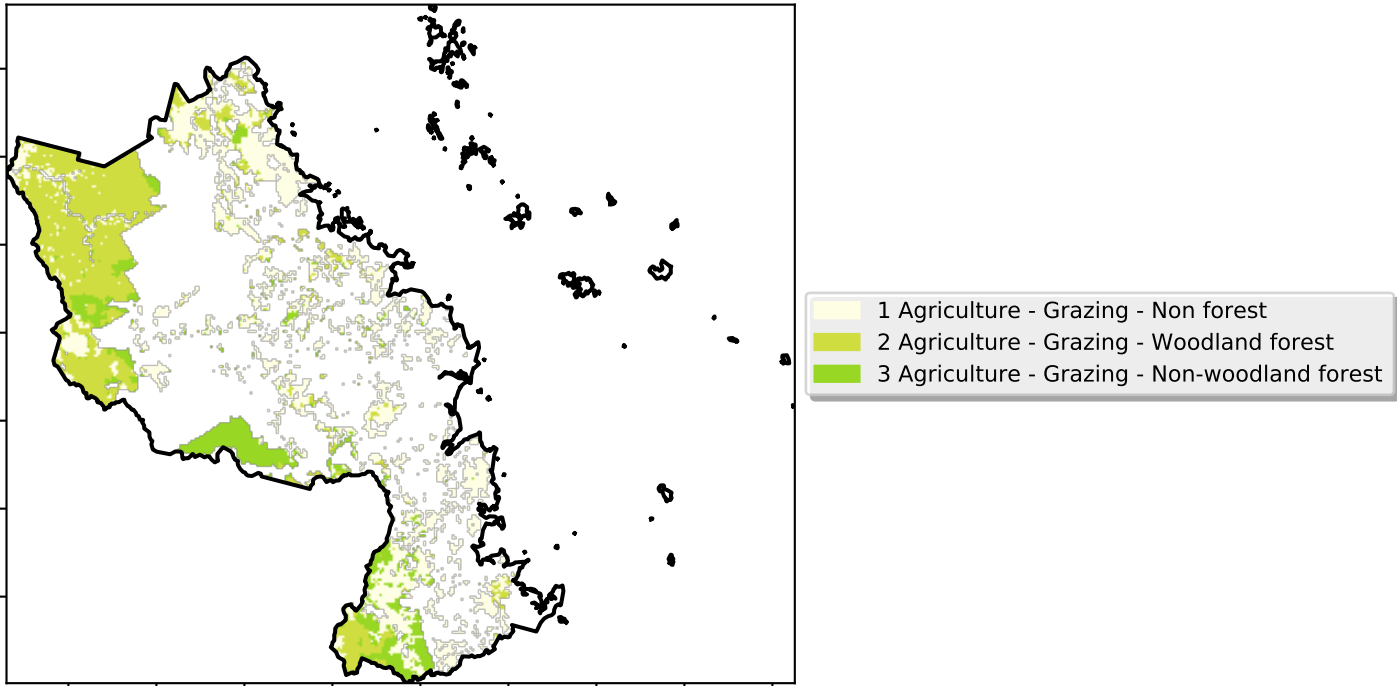 1 Agriculture - Grazing - Non forest
2 Agriculture - Grazing - Woodland forest
3 Agriculture - Grazing - Non-woodland forest